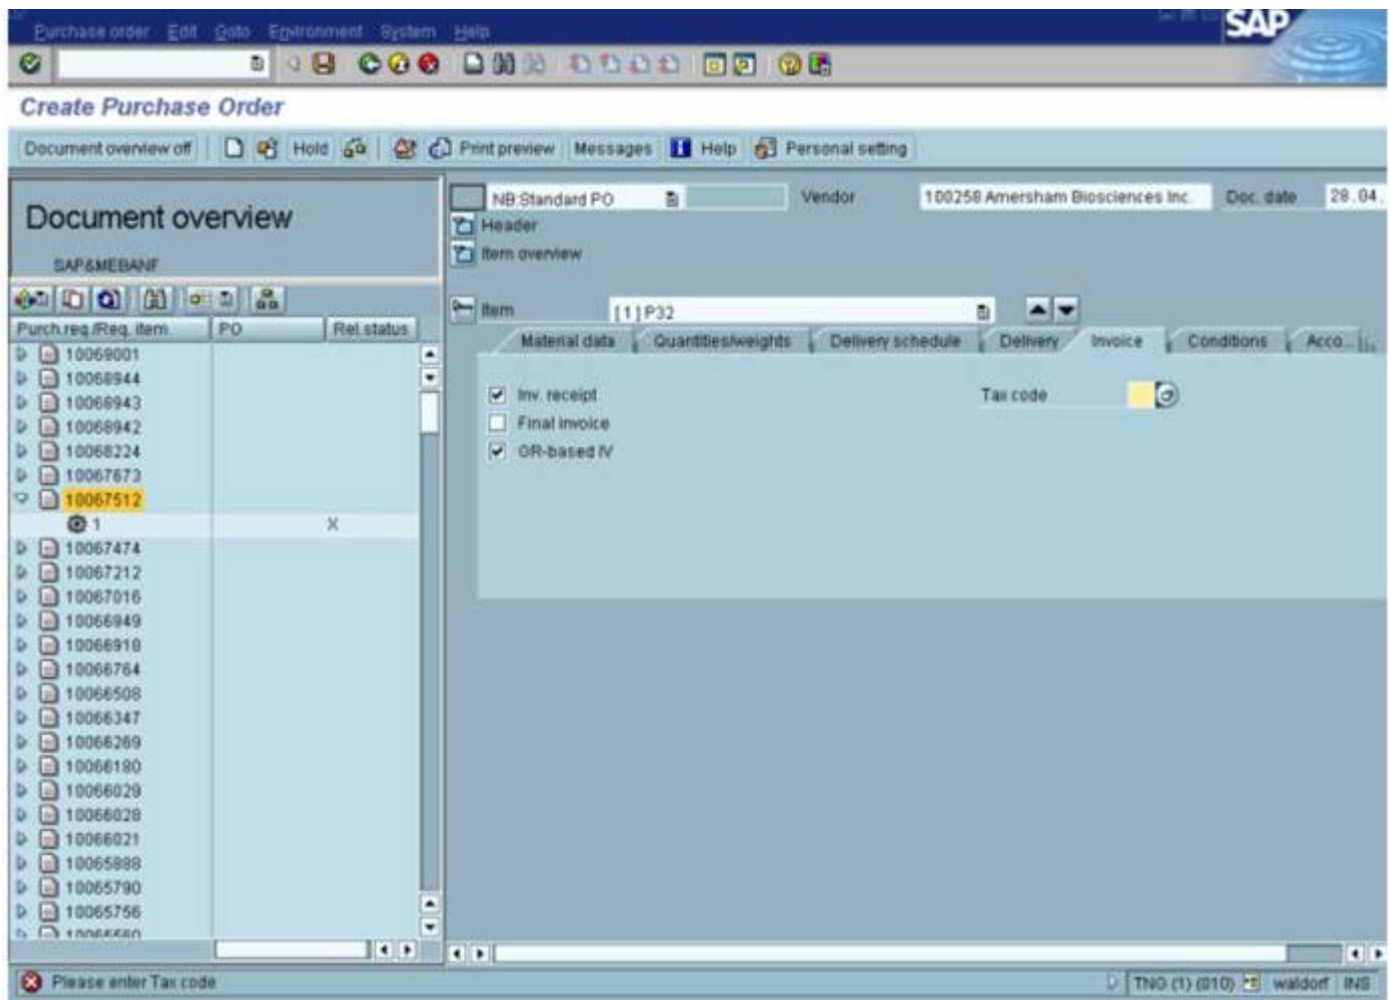 Purchase order Edit Goto Environment System Help
SAP
Create Purchase Order
Document overview off Hold Print preview Messages Help Personal setting
Document overview
SAP&MEBANF
NB Standard PO Vendor 100258 Amersham Biosciences Inc. Doc. date 28.04.
Header
Item overview
Item [1] P32
Purch.req./Req. item PO Rel.status
Material data Quantities/weights Delivery schedule Delivery Invoice Conditions Acco...
Inv. receipt Tax code
Final invoice
GR-based IV
10069001
10068944
10068943
10068942
10068224
10067673
10067512
1 X
10067474
10067212
10067016
10066949
10066918
10066764
10066508
10066347
10066269
10066180
10066029
10066028
10066021
10065888
10065790
10065756
10065560
Please enter Tax code TNG (1) (010) waldorf INS